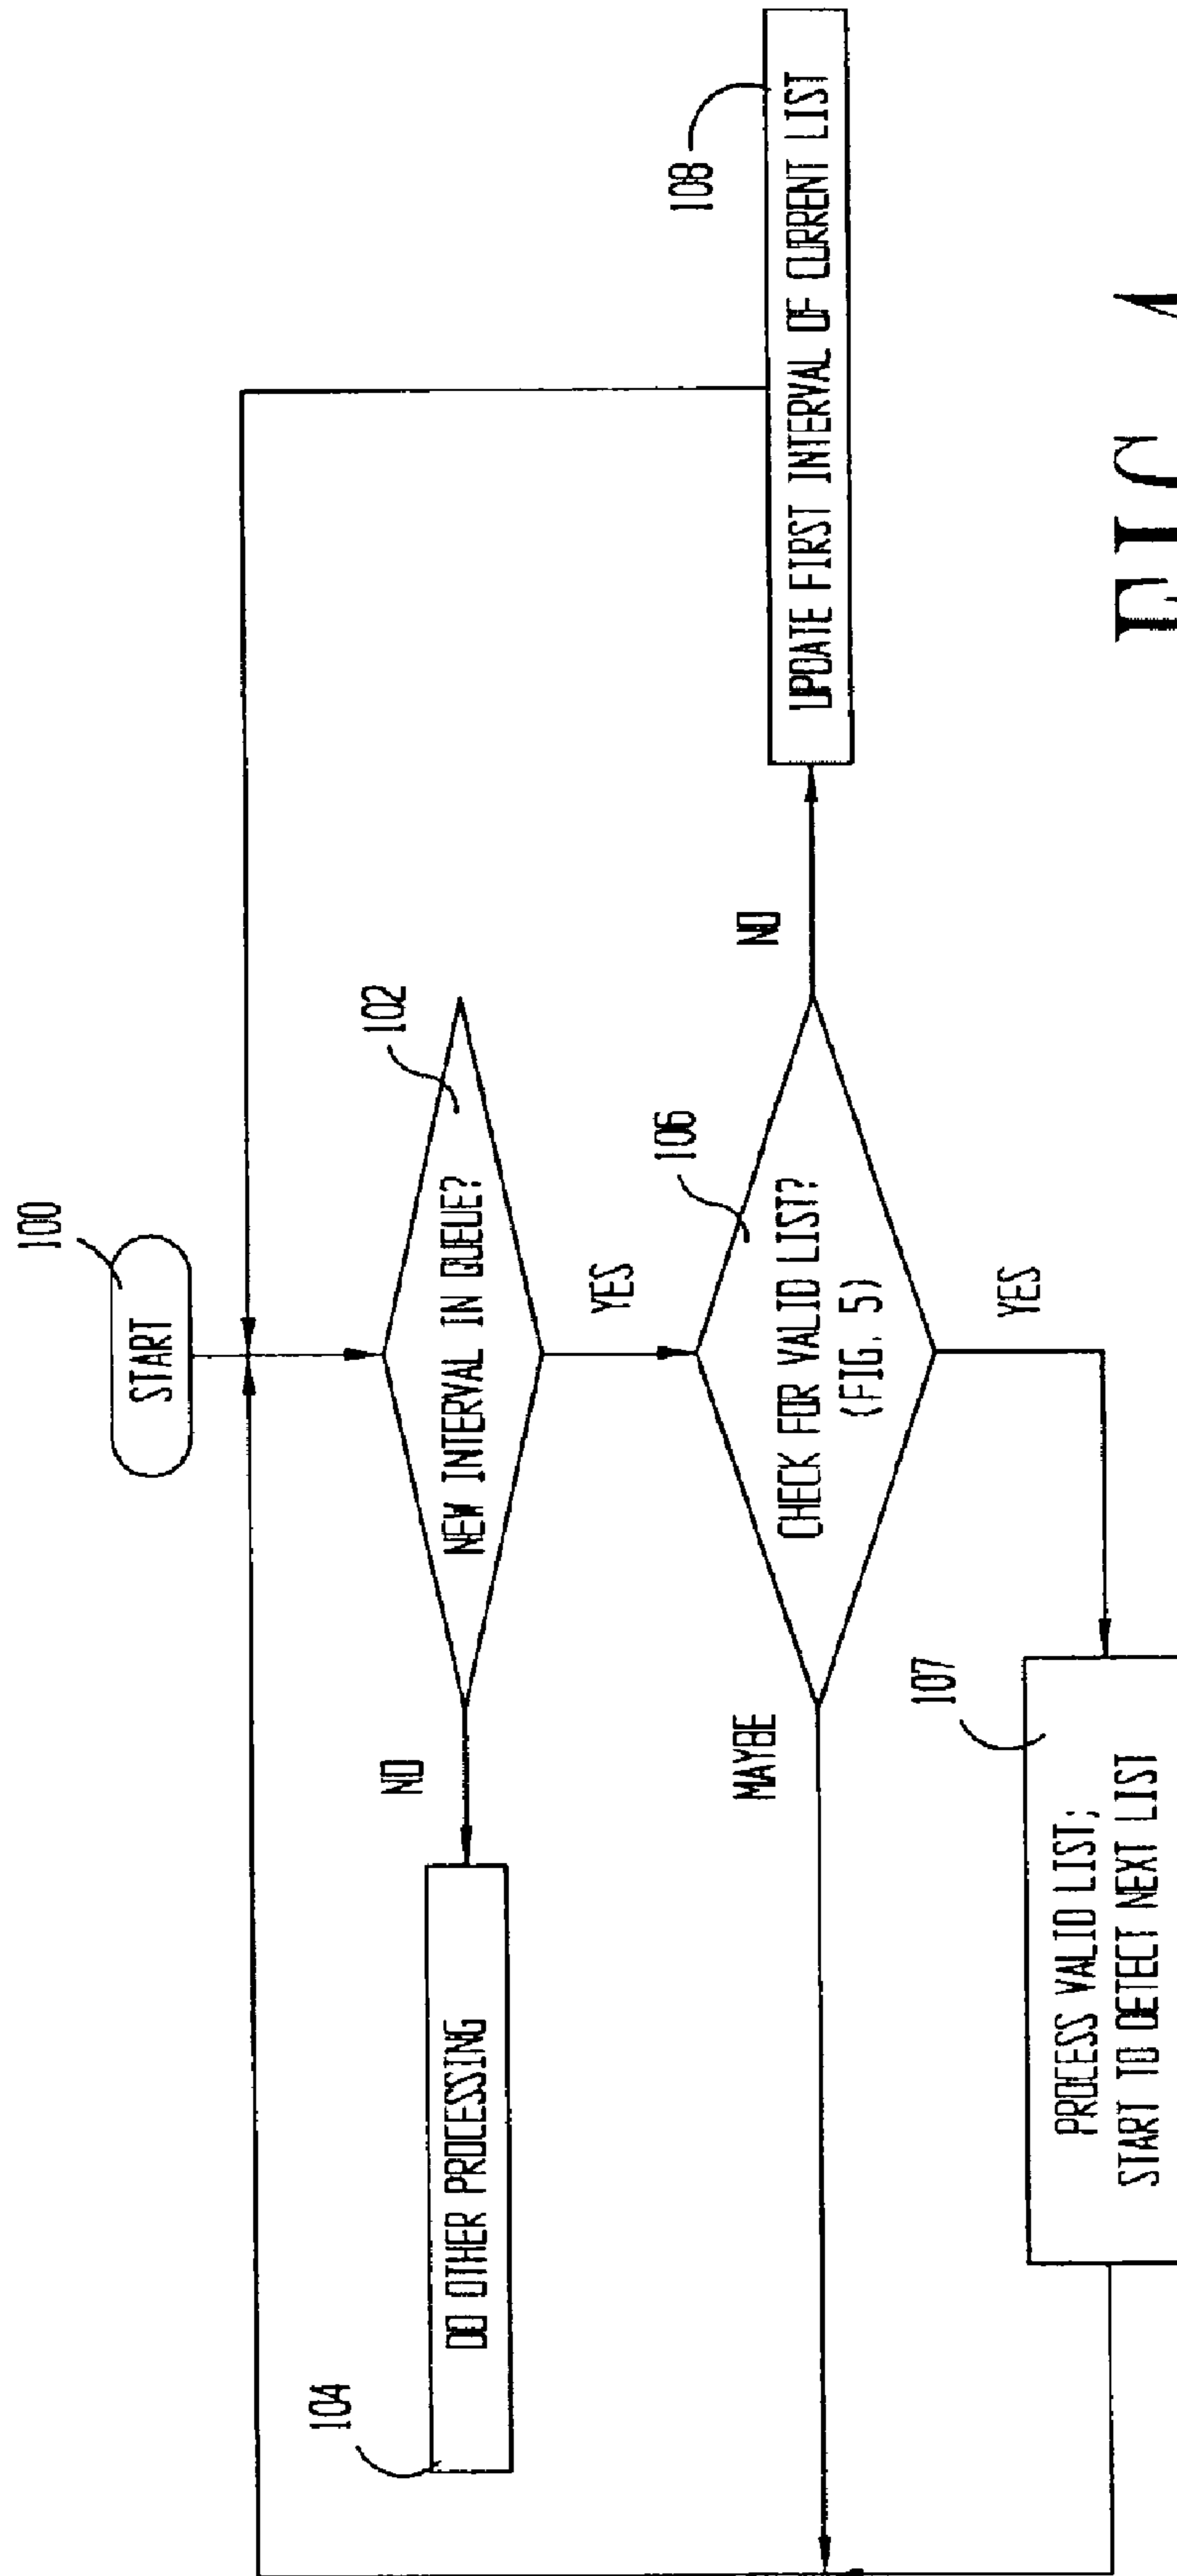 100
START
102
NEW INTERVAL IN QUEUE?
NO
YES
104
DO OTHER PROCESSING
106
CHECK FOR VALID LIST?
(FIG. 5)
MAYBE
NO
YES
108
UPDATE FIRST INTERVAL OF CURRENT LIST
107
PROCESS VALID LIST;
START TO DETECT NEXT LIST